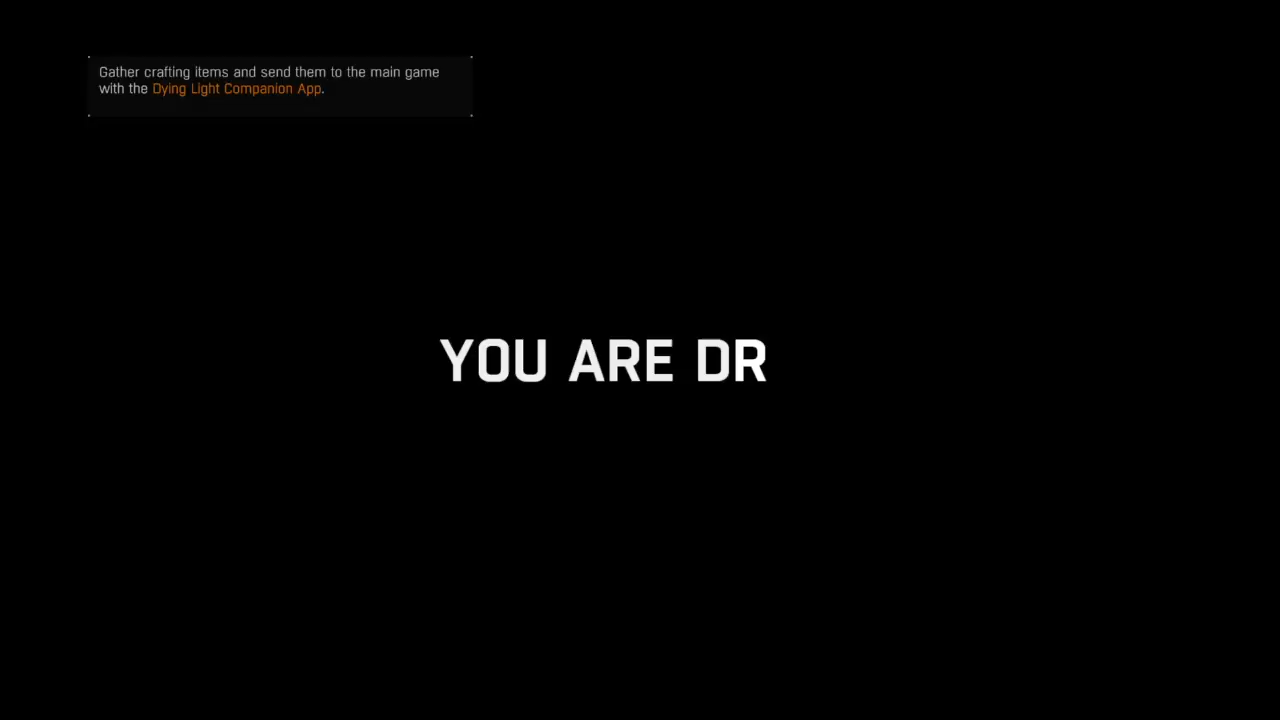 Gather crafting items and send them to the main game
with the Dying Light Companion App.
YOU ARE DR